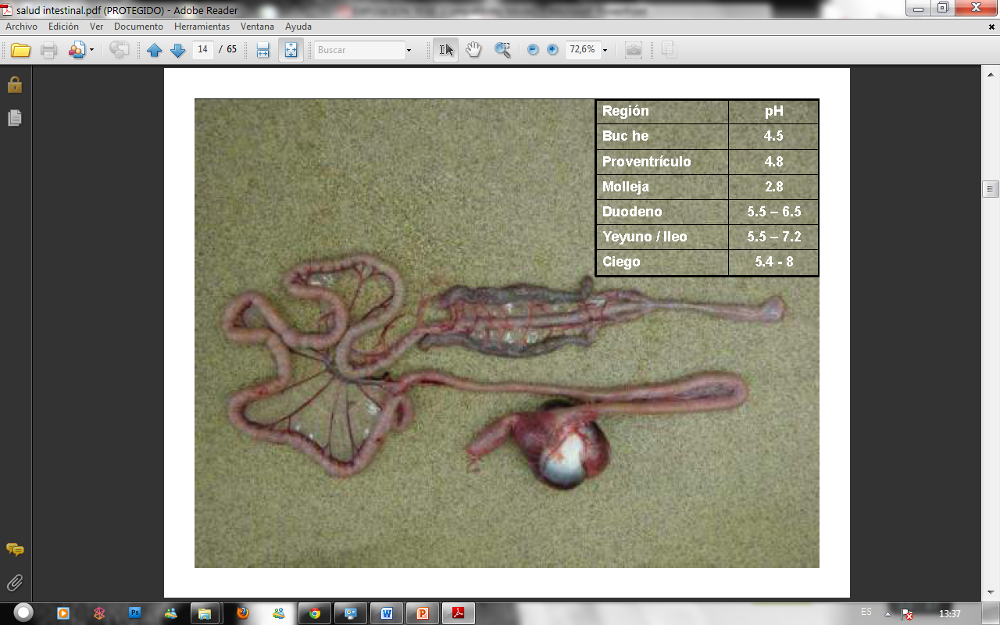 salud intestinal.pdf (PROTEGIDO) - Adobe Reader
Archivo Edición Ver Documento Herramientas Ventana Ayuda
14 / 65 Buscar 72,6%
Región pH
Buc he 4.5
Proventrículo 4.8
Molleja 2.8
Duodeno 5.5 – 6.5
Yeyuno / Ileo 5.5 – 7.2
Ciego 5.4 - 8
ES 13:37